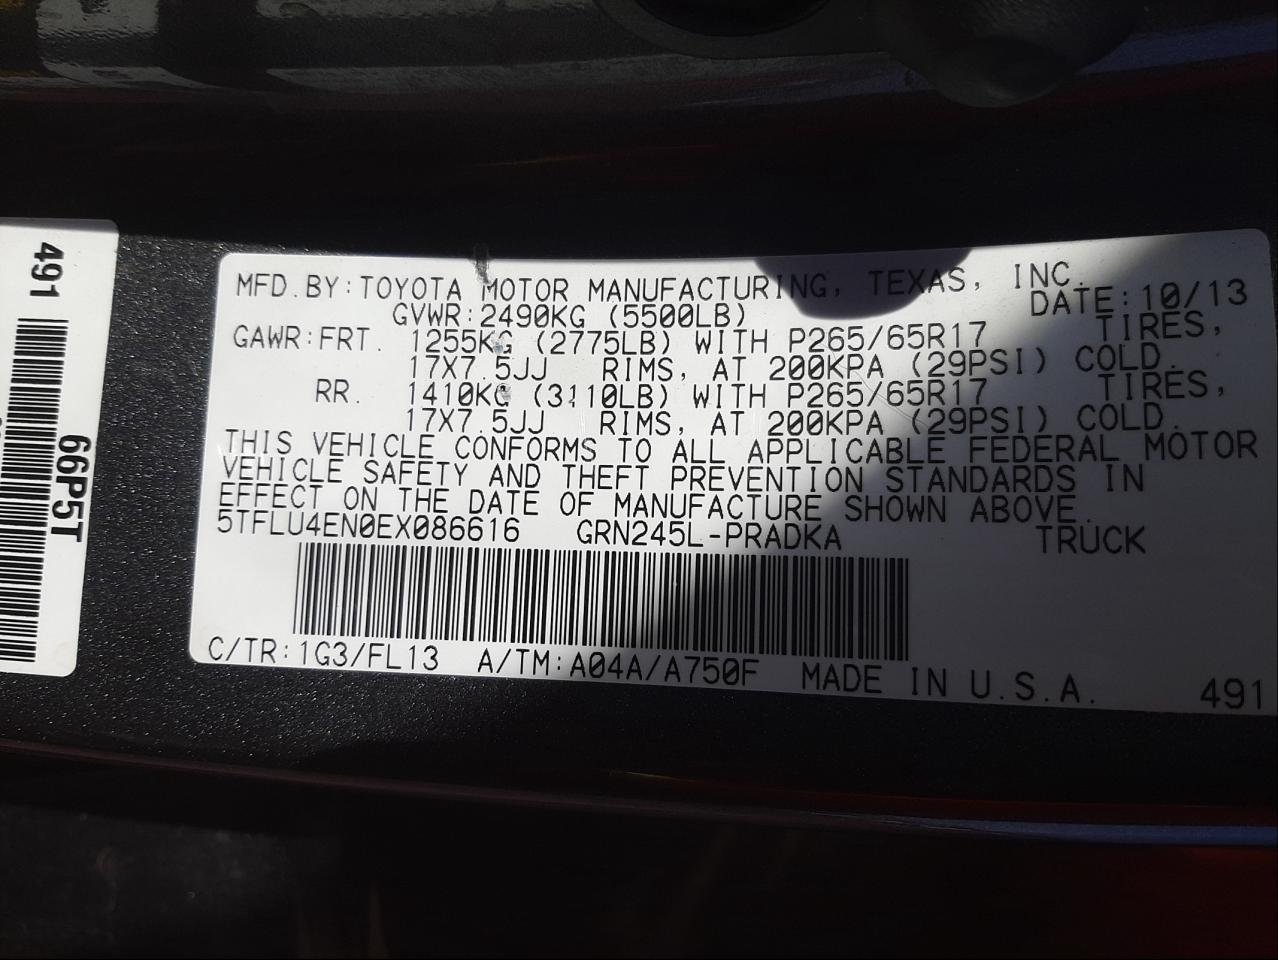 MFD.BY:TOYOTA MOTOR MANUFACTURING, TEXAS, INC.
DATE:10/13
GVWR:2490KG (5500LB)
GAWR:FRT. 1255KG (2775LB) WITH P265/65R17 TIRES,
17X7.5JJ RIMS, AT 200KPA (29PSI) COLD.
RR. 1410KG (3110LB) WITH P265/65R17 TIRES,
17X7.5JJ RIMS, AT 200KPA (29PSI) COLD.
THIS VEHICLE CONFORMS TO ALL APPLICABLE FEDERAL MOTOR
VEHICLE SAFETY AND THEFT PREVENTION STANDARDS IN
EFFECT ON THE DATE OF MANUFACTURE SHOWN ABOVE.
5TFLU4EN0EX086616 GRN245L-PRADKA TRUCK
C/TR:1G3/FL13 A/TM:A04A/A750F MADE IN U.S.A. 491
491
66P5T